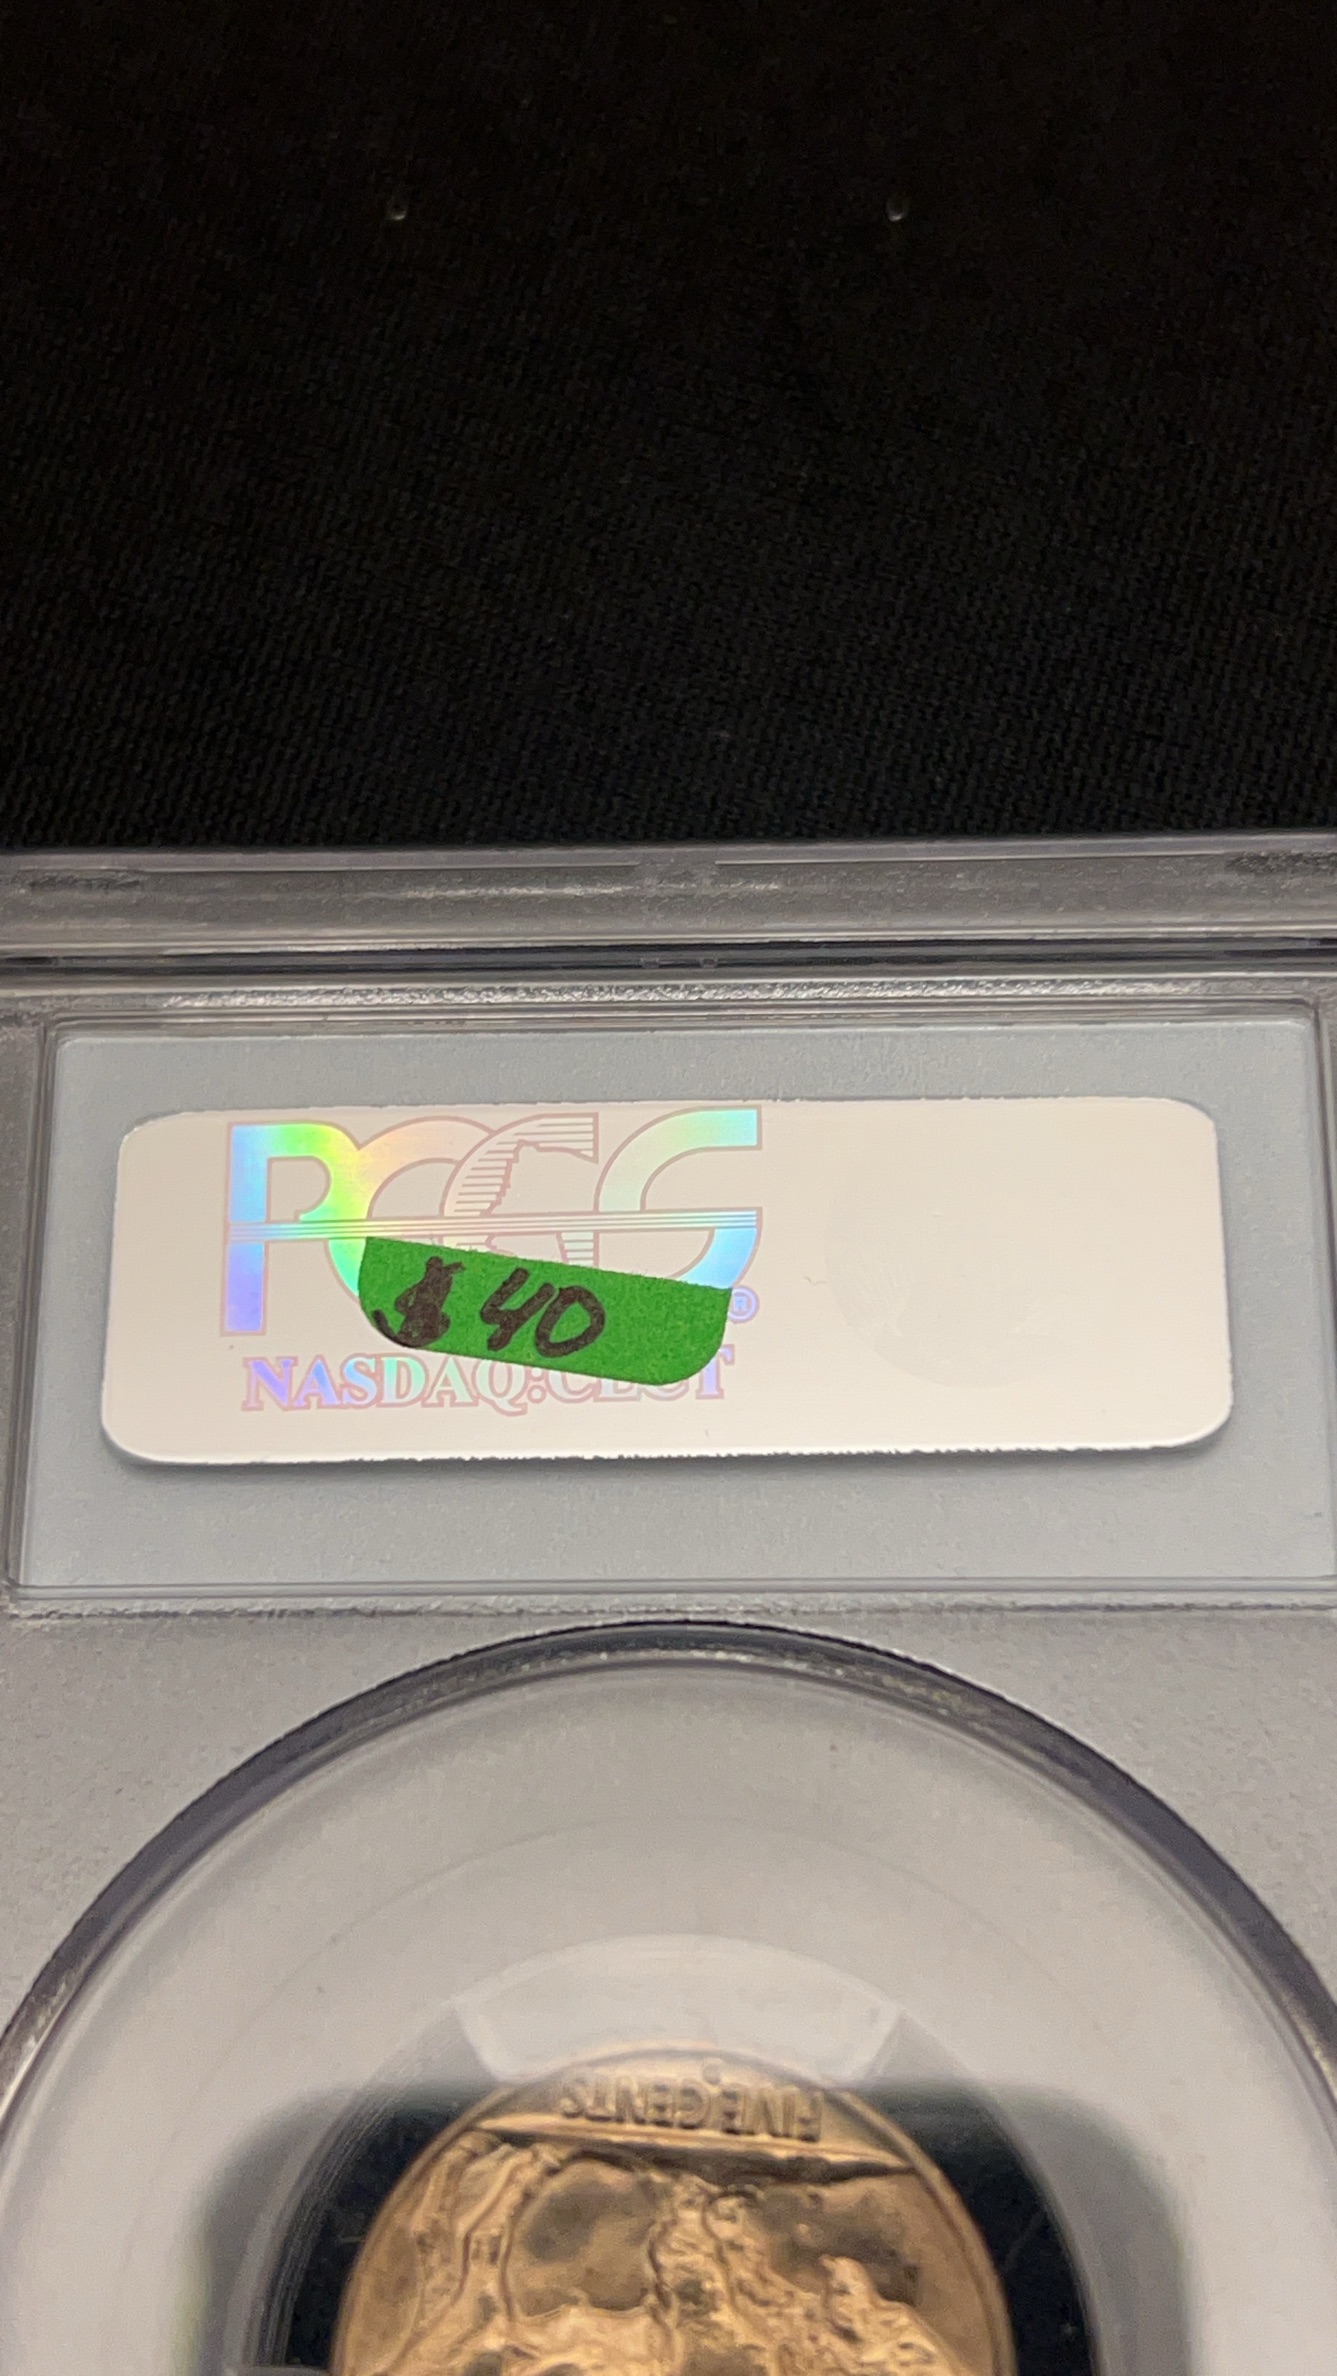 PCGS®
$40
NASDAQ:CLCT
FIVE CENTS